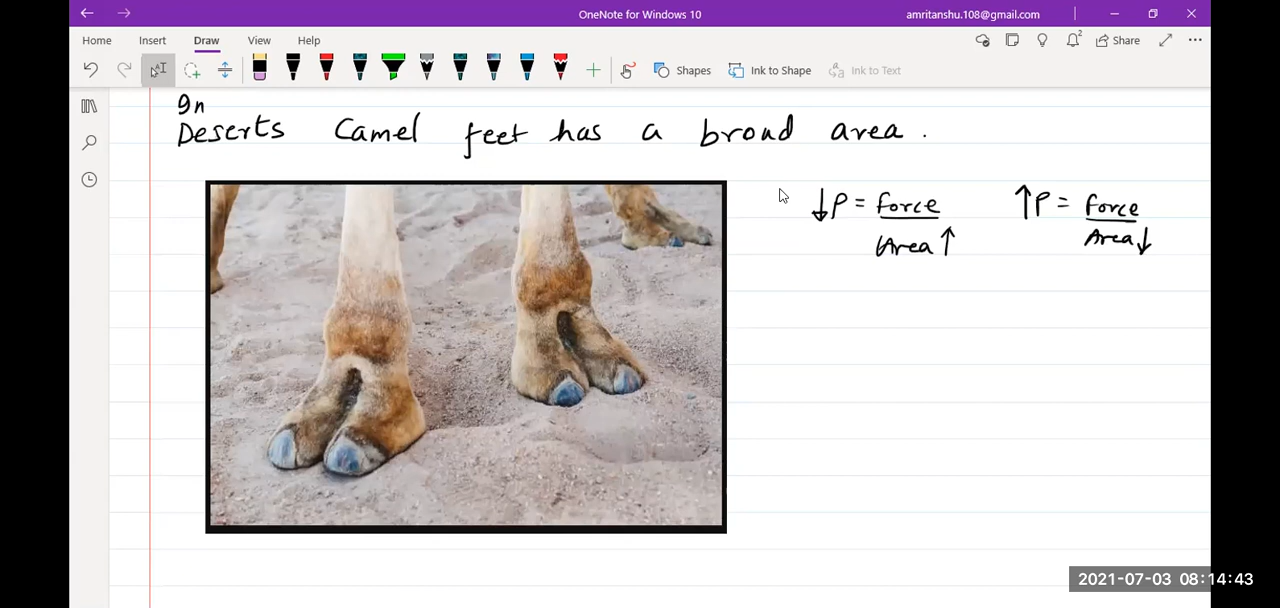 OneNote for Windows 10
amritanshu.108@gmail.com
Home Insert Draw View Help
2 Share
Shapes Ink to Shape Ink to Text
9n
Deserts Camel feet has a broad area .
↓P = force ↑P = force
Area ↑ Area ↓
2021-07-03 08:14:43